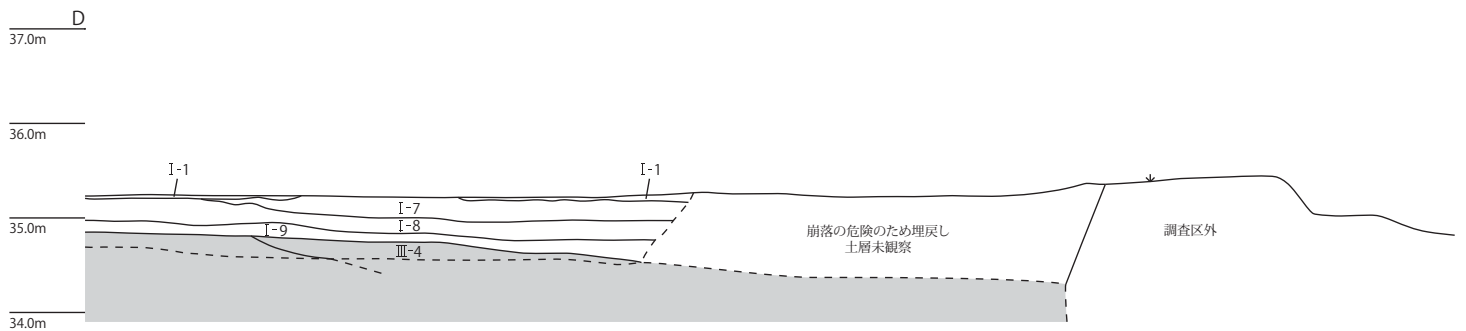 D
37.0m
36.0m
Ⅰ-1
Ⅰ-1
Ⅰ-7
35.0m
Ⅰ-8
Ⅰ-9
崩落の危険のため埋戻し
土層未観察
調査区外
Ⅲ-4
34.0m